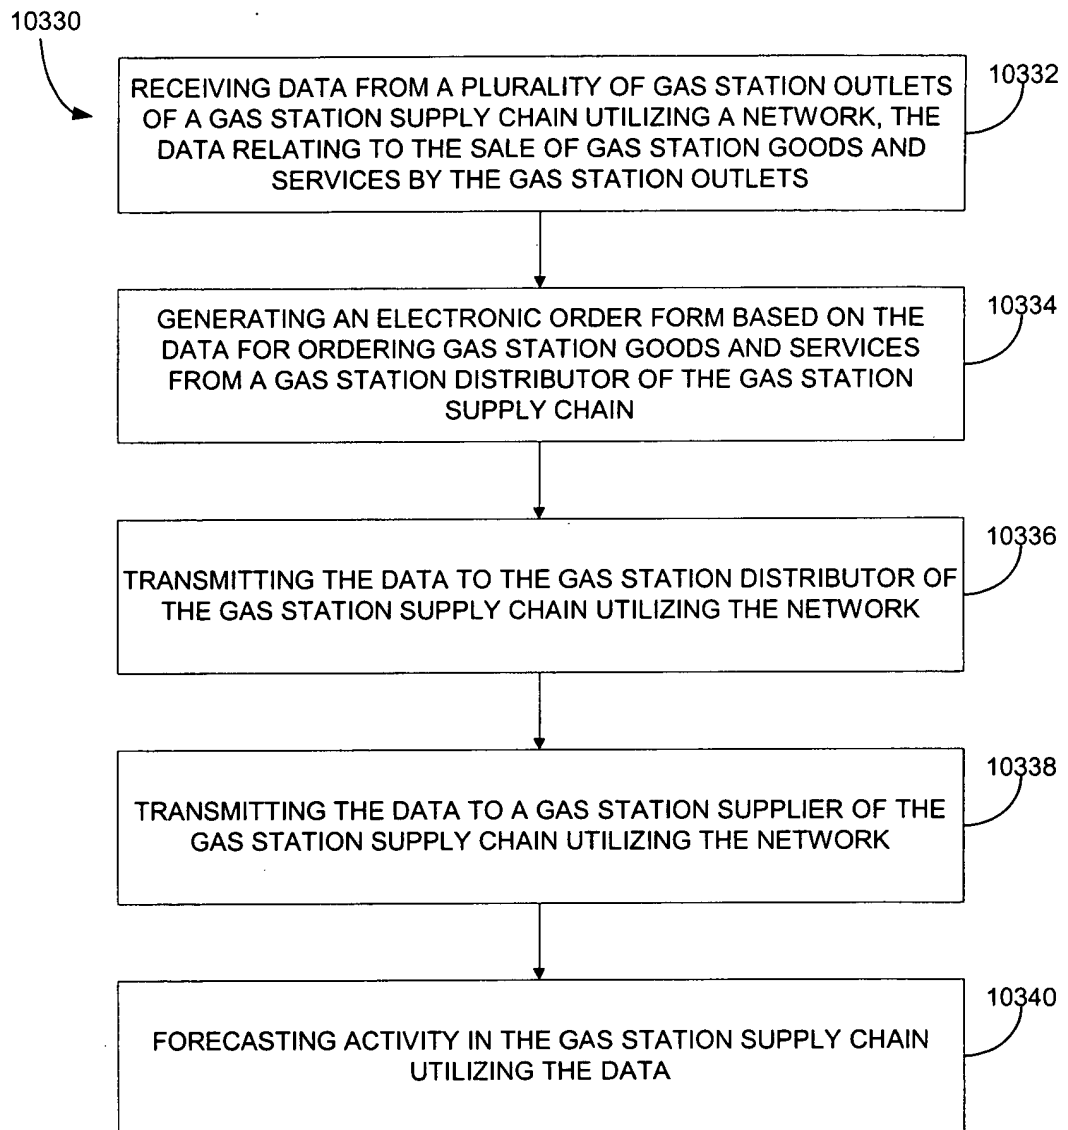 10330
RECEIVING DATA FROM A PLURALITY OF GAS STATION OUTLETS
OF A GAS STATION SUPPLY CHAIN UTILIZING A NETWORK, THE
DATA RELATING TO THE SALE OF GAS STATION GOODS AND
SERVICES BY THE GAS STATION OUTLETS
10332
GENERATING AN ELECTRONIC ORDER FORM BASED ON THE
DATA FOR ORDERING GAS STATION GOODS AND SERVICES
FROM A GAS STATION DISTRIBUTOR OF THE GAS STATION
SUPPLY CHAIN
10334
TRANSMITTING THE DATA TO THE GAS STATION DISTRIBUTOR OF
THE GAS STATION SUPPLY CHAIN UTILIZING THE NETWORK
10336
TRANSMITTING THE DATA TO A GAS STATION SUPPLIER OF THE
GAS STATION SUPPLY CHAIN UTILIZING THE NETWORK
10338
FORECASTING ACTIVITY IN THE GAS STATION SUPPLY CHAIN
UTILIZING THE DATA
10340